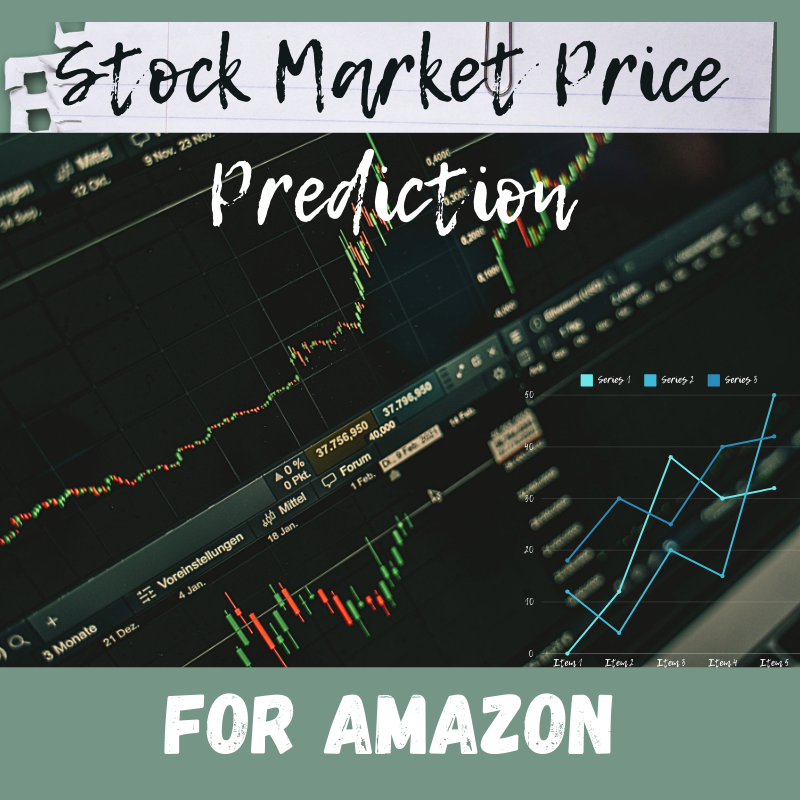 Stock Market Price
Prediction
Mittel
12 Okt.
9 Nov. 23 Nov.
0,4000
37.796,950
37.756,950
40,000
0 %
0 Pkt.
Forum
Di., 9 Feb. 2021
1 Feb.
Mittel
18 Jan.
Voreinstellungen
4 Jan.
21 Dez.
3 Monate
Series 1 Series 2 Series 3
50
40
30
20
10
0
Item 1 Item 2 Item 3 Item 4 Item 5
FOR AMAZON